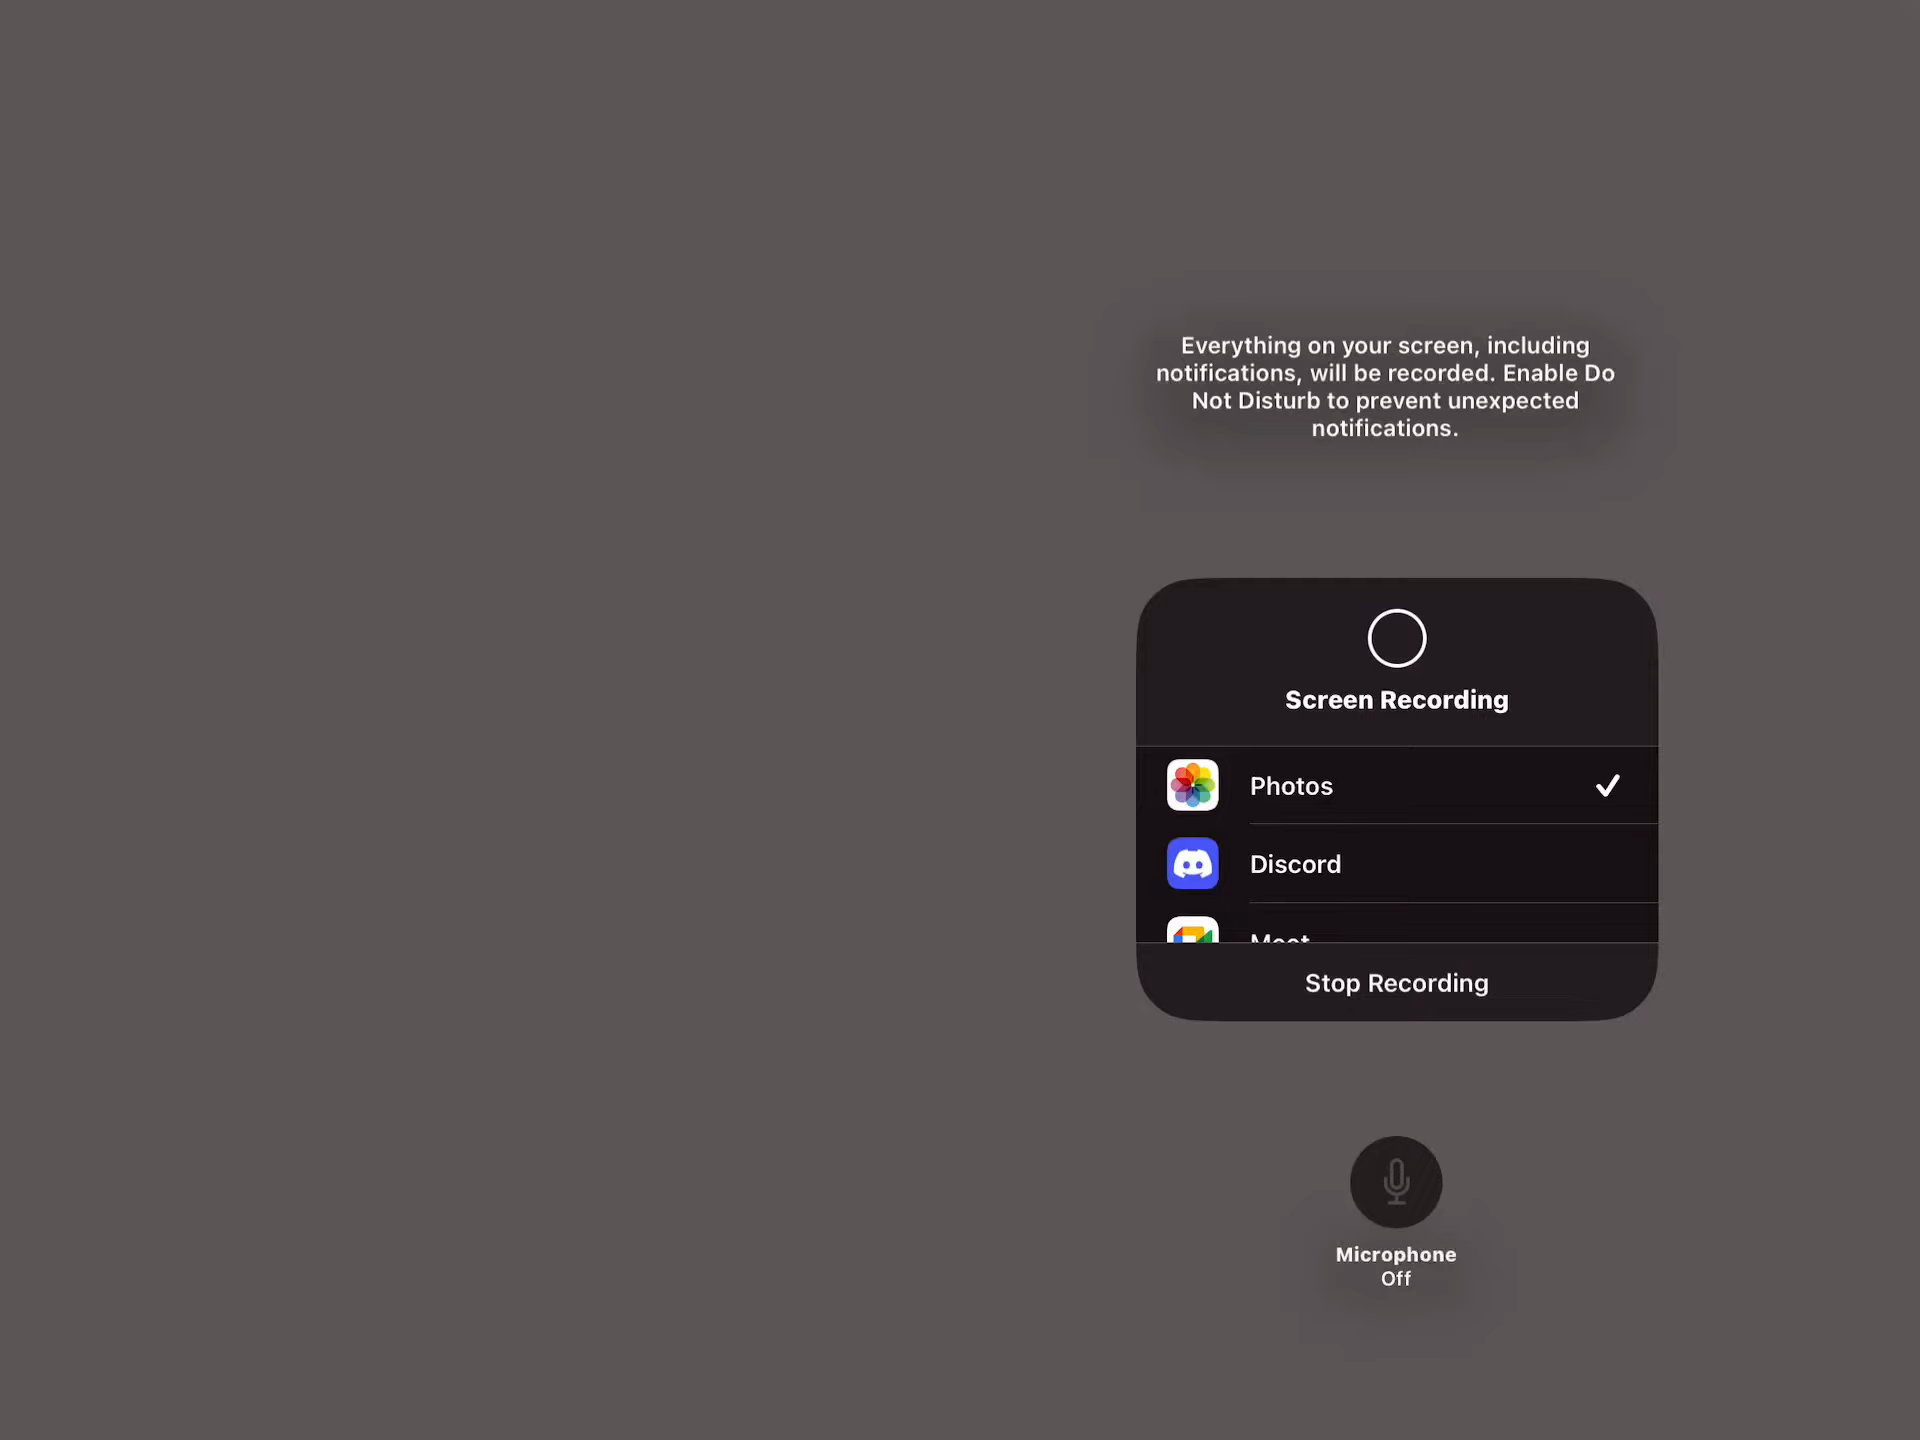 Everything on your screen, including
notifications, will be recorded. Enable Do
Not Disturb to prevent unexpected
notifications.
Screen Recording
Photos
Discord
Meet
Stop Recording
Microphone
Off